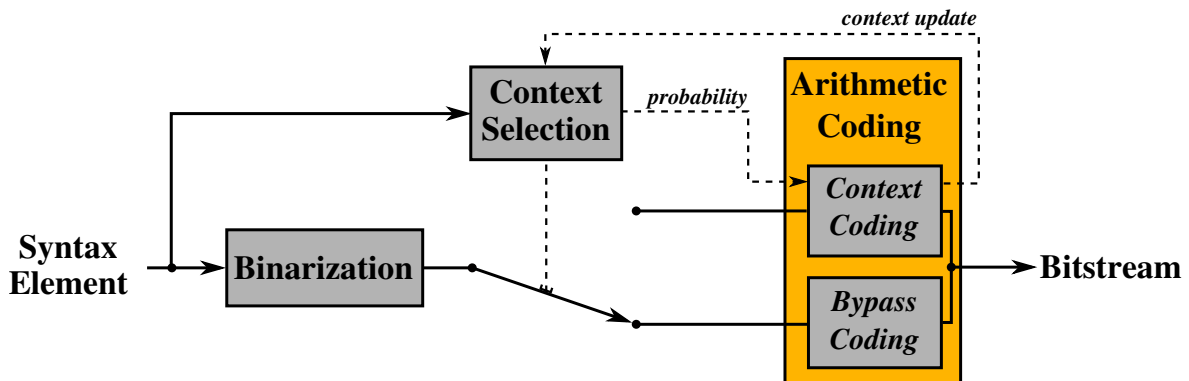 context update
Context
Selection
probability
Arithmetic
Coding
Context
Coding
Syntax
Element
Binarization
Bitstream
Bypass
Coding